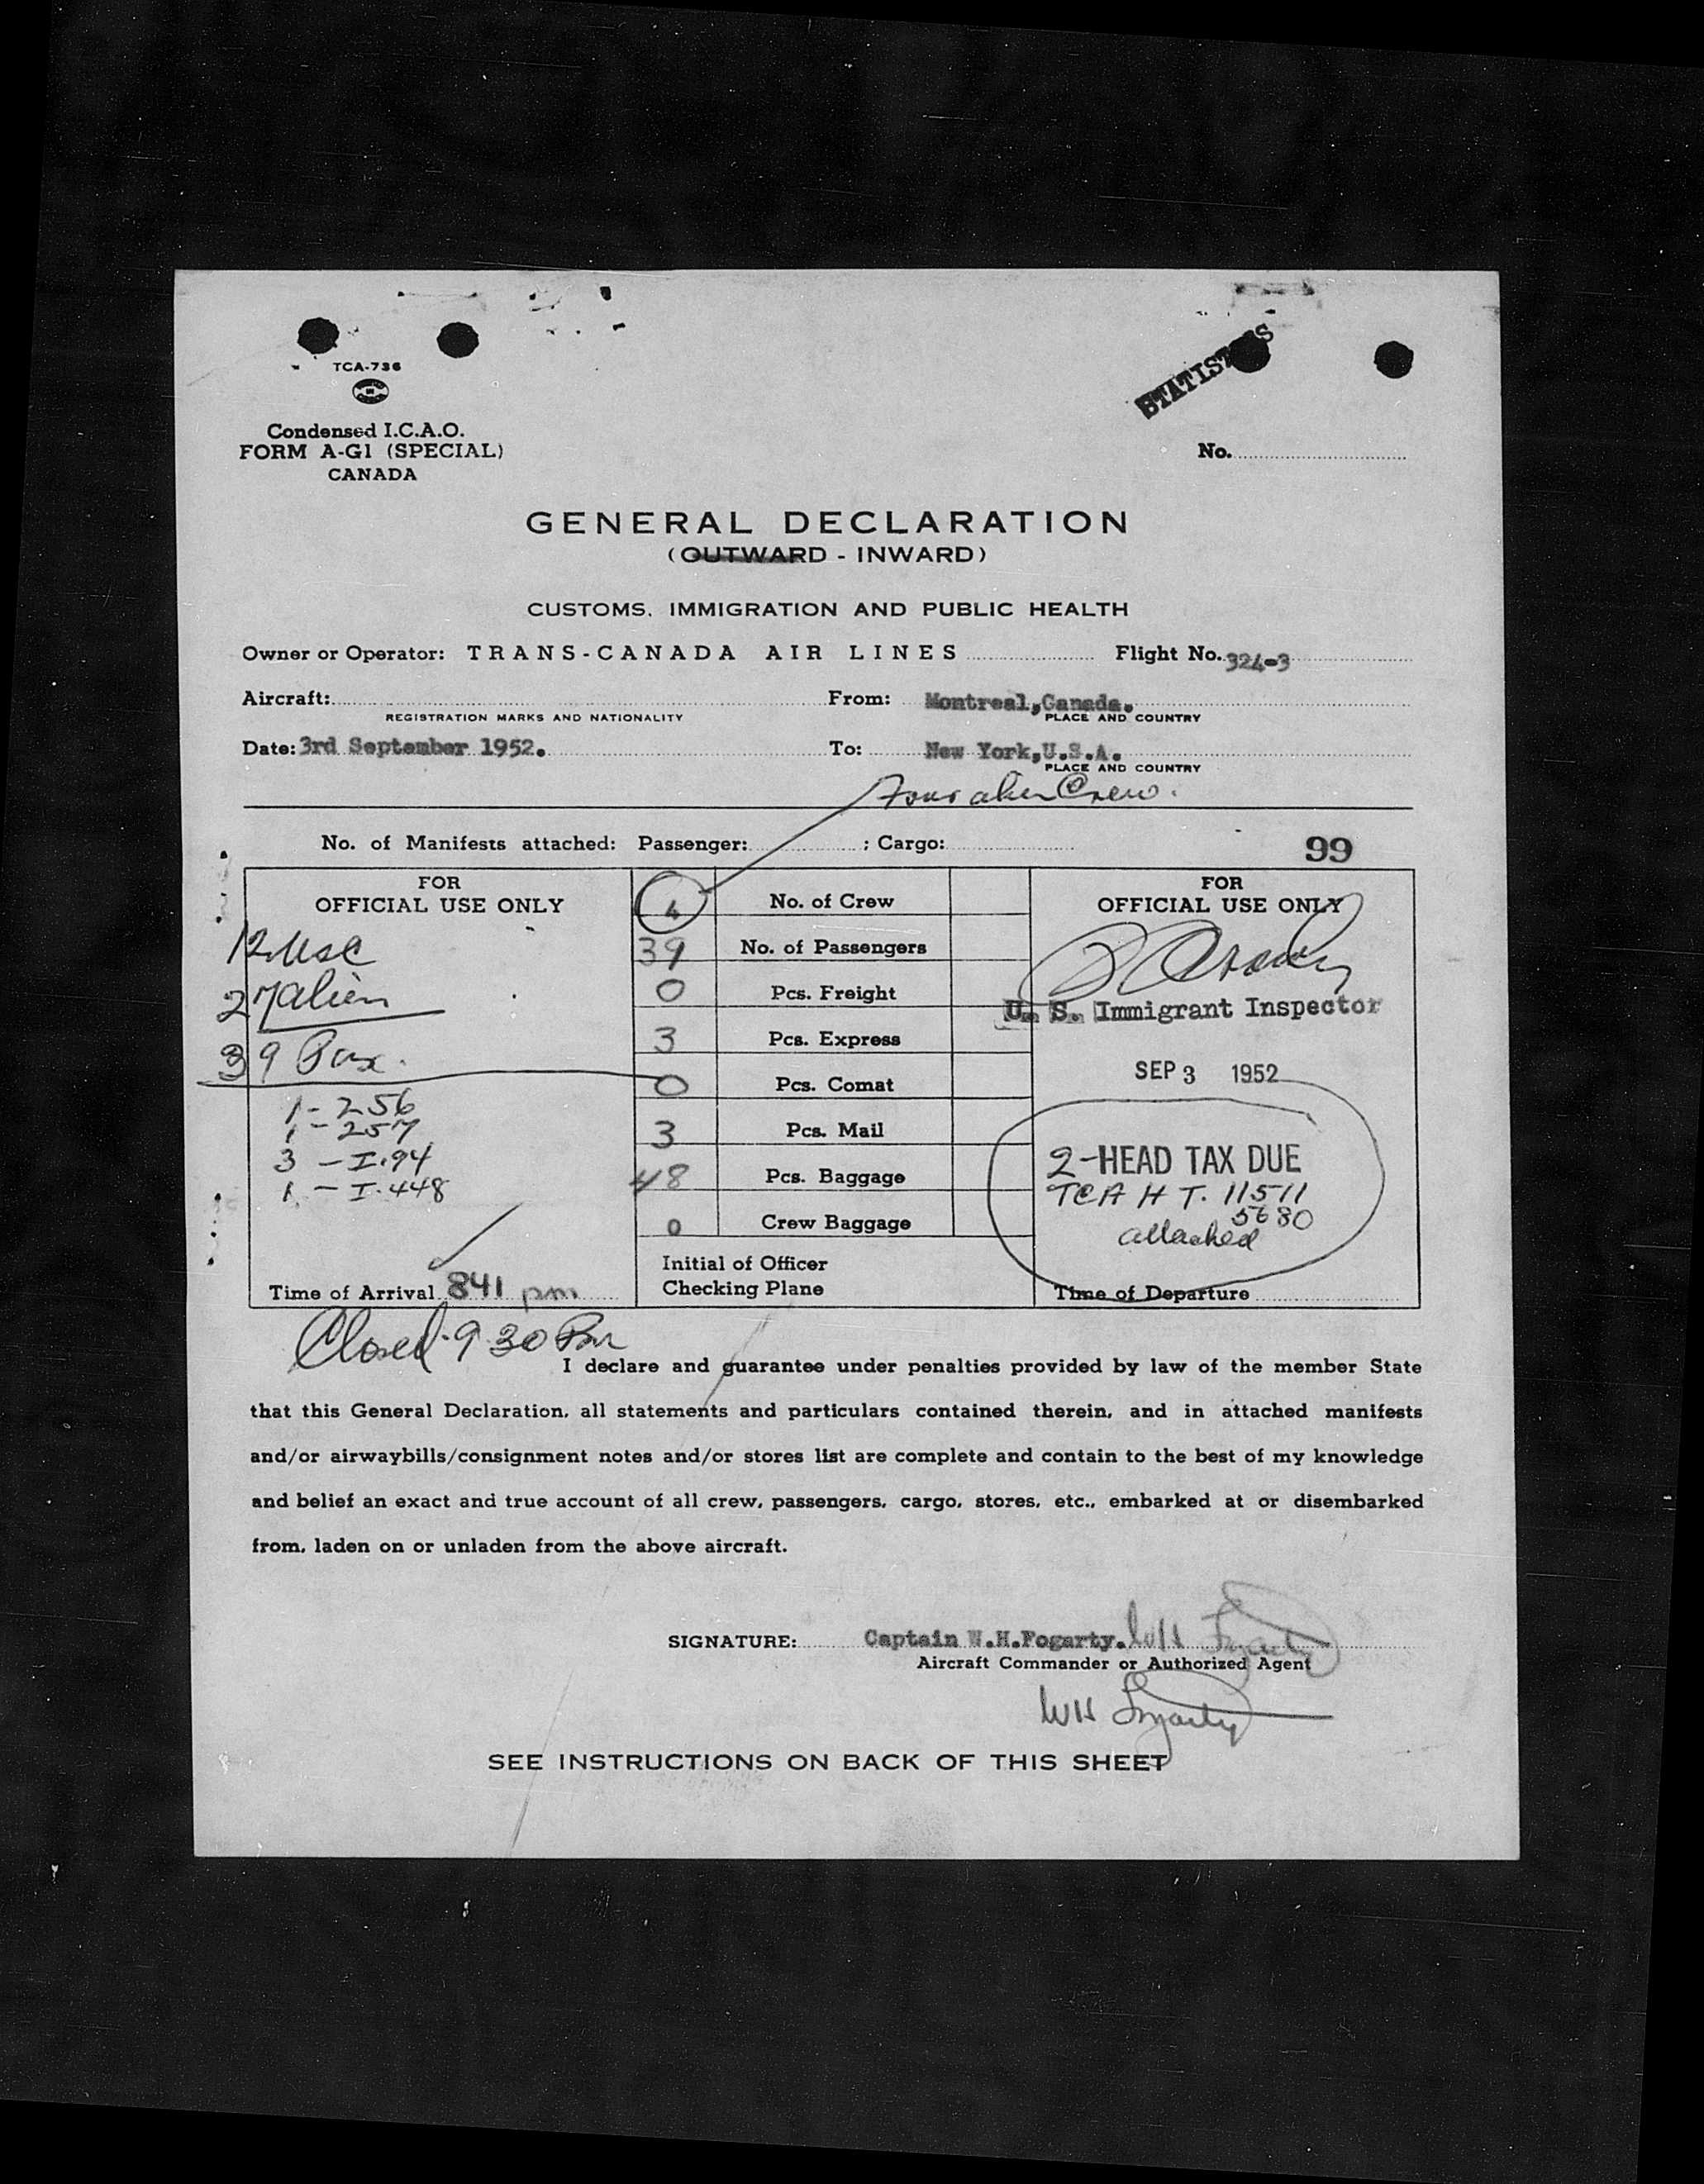 STATISTICS
TCA-736
Condensed I.C.A.O.
FORM A-G1 (SPECIAL)
CANADA
No.
GENERAL DECLARATION
(OUTWARD - INWARD)
CUSTOMS, IMMIGRATION AND PUBLIC HEALTH
Owner or Operator: TRANS-CANADA AIR LINES Flight No. 324-3
Aircraft: From: Montreal,Canada.
REGISTRATION MARKS AND NATIONALITY PLACE AND COUNTRY
Date: 3rd September 1952. To: New York,U.S.A.
PLACE AND COUNTRY
Four alien Crew.
No. of Manifests attached: Passenger: ; Cargo: 99
FOR
OFFICIAL USE ONLY
12 USC
27 alien
39 Pax.
1 - 256
1 - 257
3 - I.94
1 - I.448
Time of Arrival 841 pm
4 No. of Crew
39 No. of Passengers
0 Pcs. Freight
3 Pcs. Express
0 Pcs. Comat
3 Pcs. Mail
48 Pcs. Baggage
0 Crew Baggage
Initial of Officer
Checking Plane
FOR
OFFICIAL USE ONLY
U. S. Immigrant Inspector
SEP 3 1952
2-HEAD TAX DUE
TCA H T. 11511
5680
attached
Time of Departure
Closed 9 30 Pm
I declare and guarantee under penalties provided by law of the member State
that this General Declaration, all statements and particulars contained therein, and in attached manifests
and/or airwaybills/consignment notes and/or stores list are complete and contain to the best of my knowledge
and belief an exact and true account of all crew, passengers, cargo, stores, etc., embarked at or disembarked
from, laden on or unladen from the above aircraft.
SIGNATURE: Captain W.H.Fogarty. WH Fogarty
Aircraft Commander or Authorized Agent
WH Fogarty
SEE INSTRUCTIONS ON BACK OF THIS SHEET